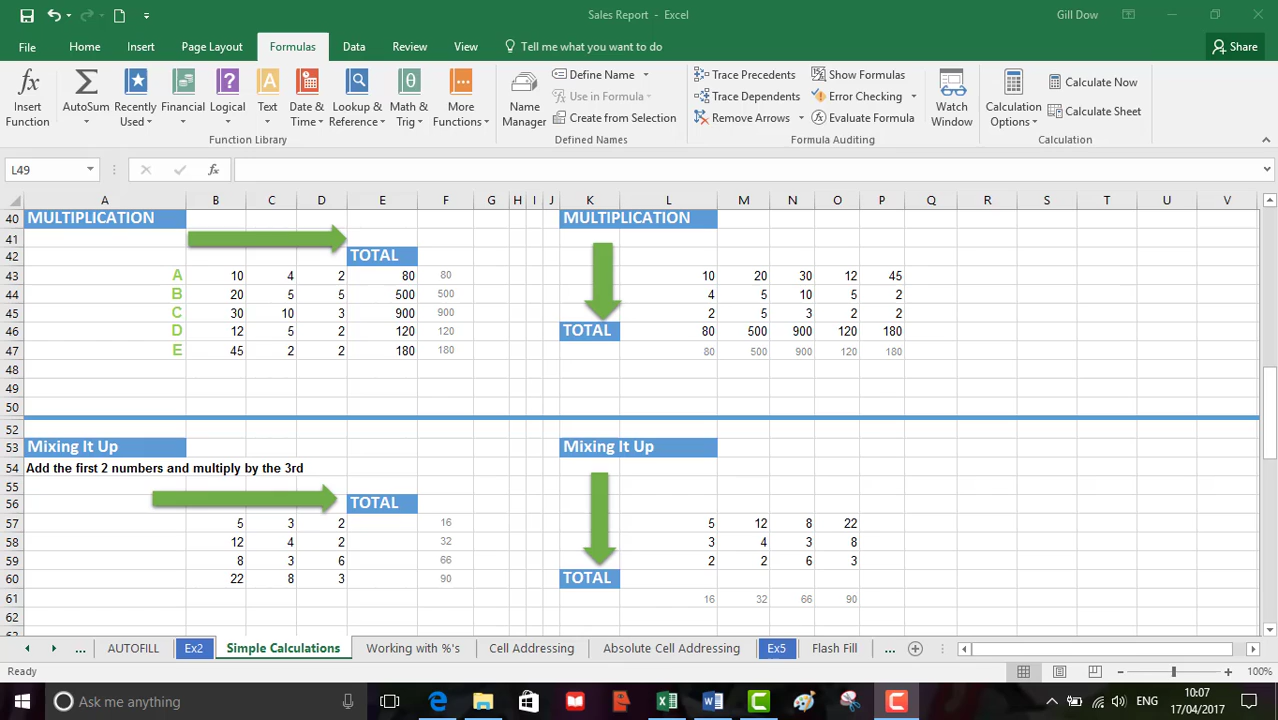 Sales Report - Excel
Gill Dow
File Home Insert Page Layout Formulas Data Review View Tell me what you want to do Share
fx Σ ? A θ
Insert Function
AutoSum
Recently Used
Financial
Logical
Text
Date & Time
Lookup & Reference
Math & Trig
More Functions
Function Library
Name Manager
Define Name
Use in Formula
Create from Selection
Defined Names
Trace Precedents
Trace Dependents
Remove Arrows
Show Formulas
Error Checking
Evaluate Formula
Formula Auditing
Watch Window
Calculation Options
Calculate Now
Calculate Sheet
Calculation
L49 fx
A B C D E F G H I J K L M N O P Q R S T U V
40 MULTIPLICATION MULTIPLICATION
41
42 TOTAL
43 A 10 4 2 80 80 10 20 30 12 45
44 B 20 5 5 500 500 4 5 10 5 2
45 C 30 10 3 900 900 2 5 3 2 2
46 D 12 5 2 120 120 TOTAL 80 500 900 120 180
47 E 45 2 2 180 180 80 500 900 120 180
48
49
50
52
53 Mixing It Up Mixing It Up
54 Add the first 2 numbers and multiply by the 3rd
55
56 TOTAL
57 5 3 2 16 5 12 8 22
58 12 4 2 32 3 4 3 8
59 8 3 6 66 2 2 6 3
60 22 8 3 90 TOTAL
61 16 32 66 90
62
... AUTOFILL Ex2 Simple Calculations Working with %'s Cell Addressing Absolute Cell Addressing Ex5 Flash Fill ...
Ready 100%
Ask me anything ENG 10:07
17/04/2017